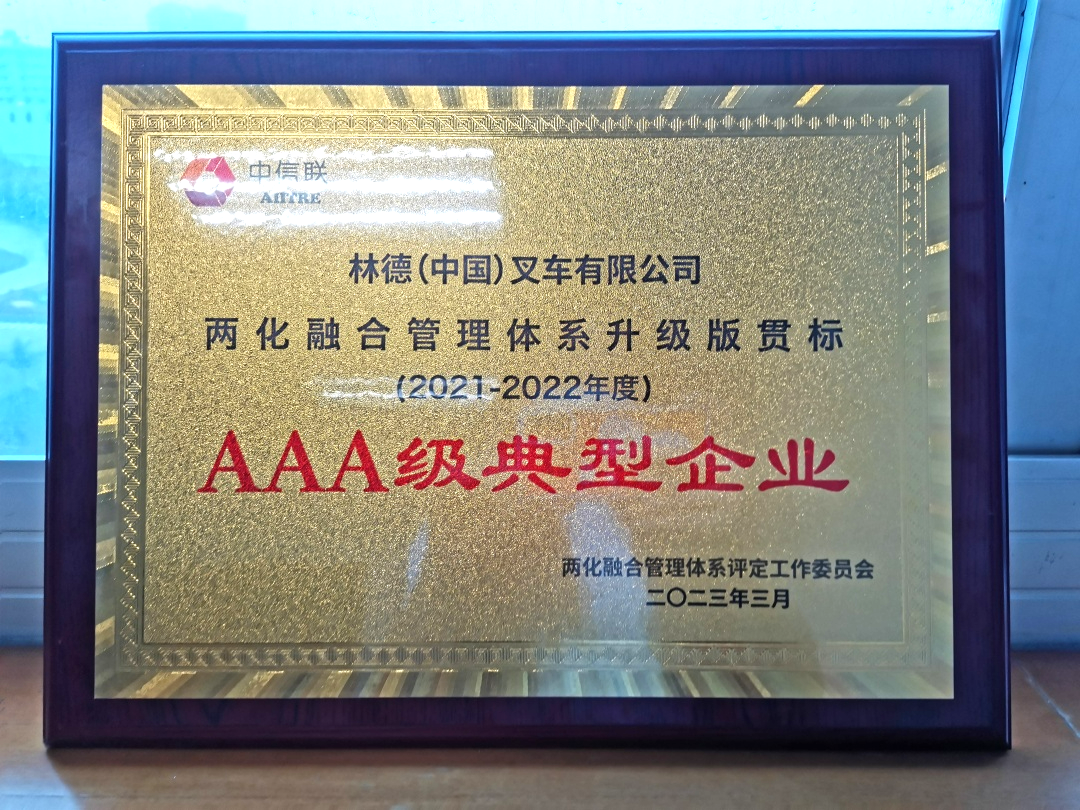 中信联
AIITRE
林德(中国)叉车有限公司
两化融合管理体系升级版贯标
(2021-2022年度)
AAA级典型企业
两化融合管理体系评定工作委员会
二〇二三年三月